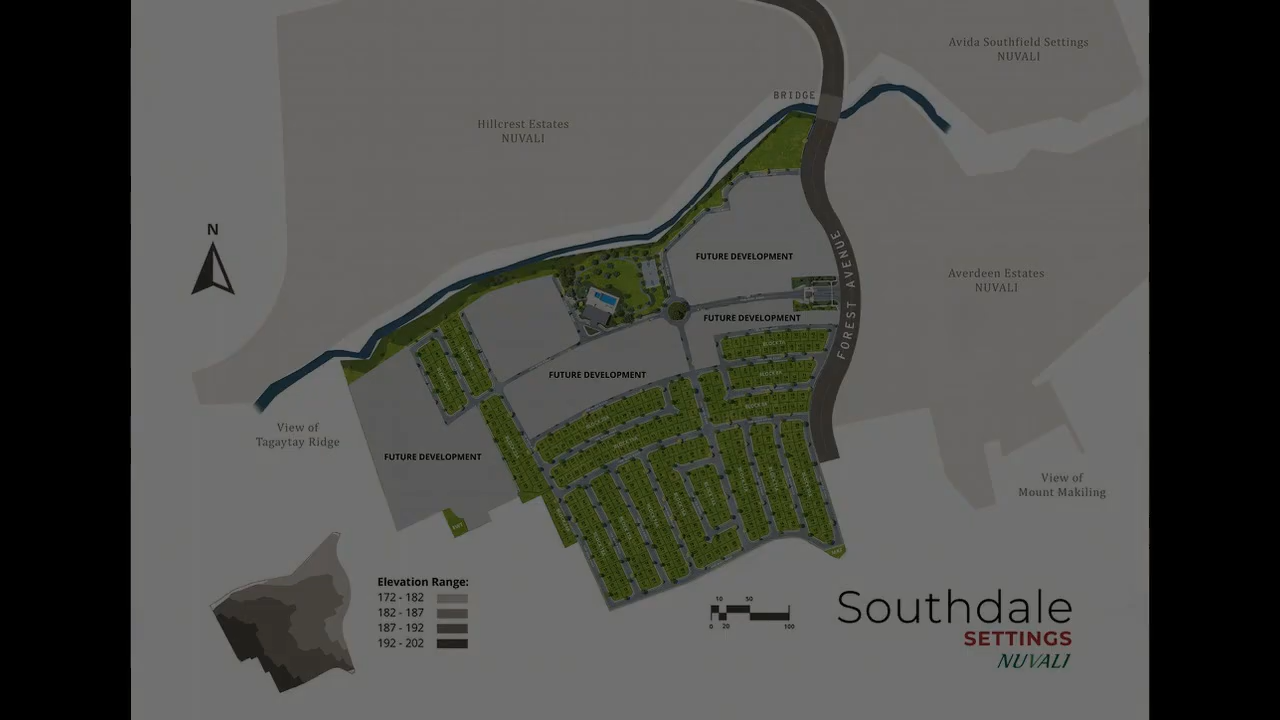 Avida Southfield Settings
NUVALI
BRIDGE
Hillcrest Estates
NUVALI
N
FUTURE DEVELOPMENT
FOREST AVENUE
Averdeen Estates
NUVALI
FUTURE DEVELOPMENT
FUTURE DEVELOPMENT
View of
Tagaytay Ridge
FUTURE DEVELOPMENT
View of
Mount Makiling
Elevation Range:
172 - 182
182 - 187
187 - 192
192 - 202
10 50
0 20 100
Southdale
SETTINGS
NUVALI